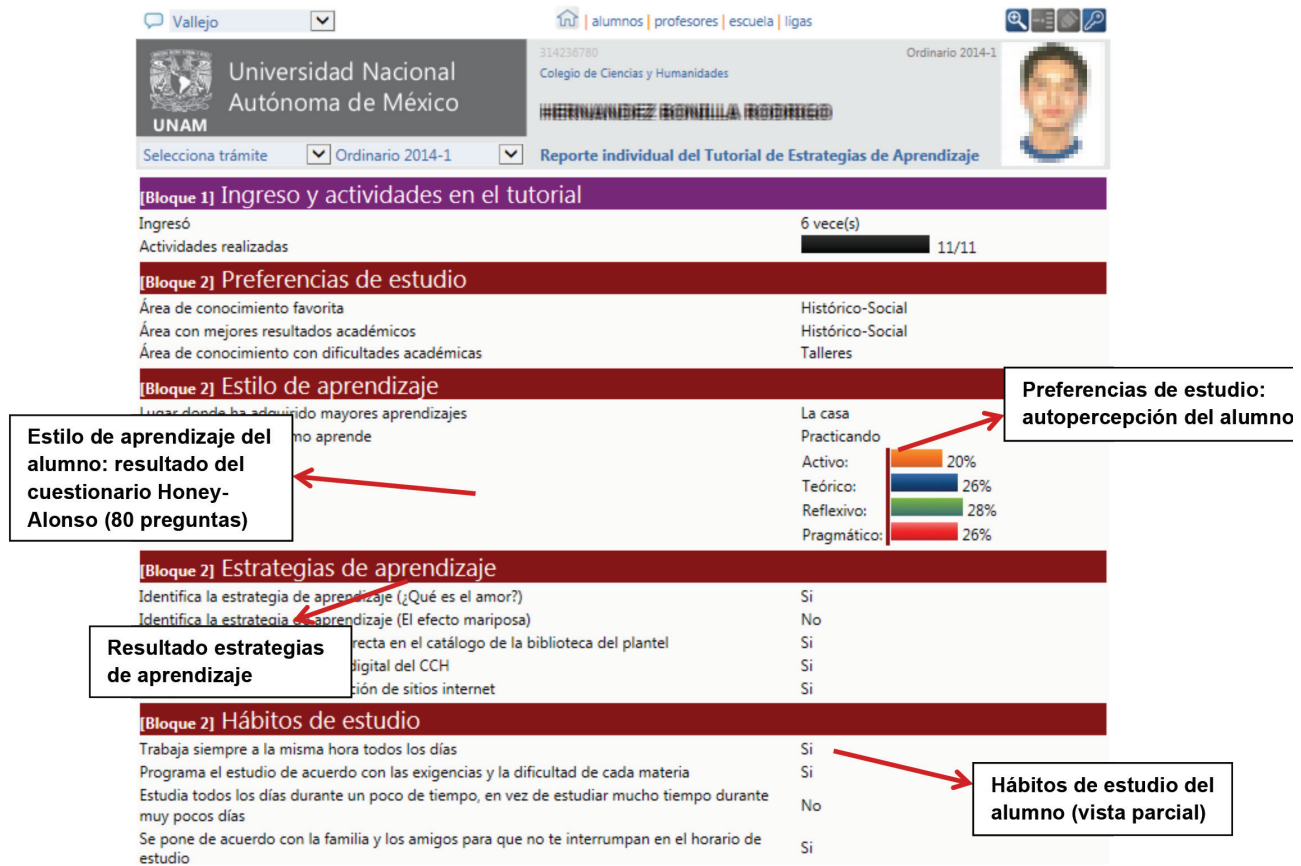 Vallejo
alumnos | profesores | escuela | ligas
UNAM
Universidad Nacional
Autónoma de México
314236780
Ordinario 2014-1
Colegio de Ciencias y Humanidades
Selecciona trámite
Ordinario 2014-1
Reporte individual del Tutorial de Estrategias de Aprendizaje
[Bloque 1] Ingreso y actividades en el tutorial
Ingresó 6 vece(s)
Actividades realizadas 11/11
[Bloque 2] Preferencias de estudio
Área de conocimiento favorita Histórico-Social
Área con mejores resultados académicos Histórico-Social
Área de conocimiento con dificultades académicas Talleres
[Bloque 2] Estilo de aprendizaje
Preferencias de estudio:
autopercepción del alumno
Lugar donde ha adquirido mayores aprendizajes La casa
aprende Practicando
Estilo de aprendizaje del
alumno: resultado del
cuestionario Honey-
Alonso (80 preguntas)
Activo: 20%
Teórico: 26%
Reflexivo: 28%
Pragmático: 26%
[Bloque 2] Estrategias de aprendizaje
Identifica la estrategia de aprendizaje (¿Qué es el amor?) Si
Identifica la estrategia de aprendizaje (El efecto mariposa) No
en el catálogo de la biblioteca del plantel Si
digital del CCH Si
de sitios internet Si
Resultado estrategias
de aprendizaje
[Bloque 2] Hábitos de estudio
Trabaja siempre a la misma hora todos los días Si
Programa el estudio de acuerdo con las exigencias y la dificultad de cada materia Si
Estudia todos los días durante un poco de tiempo, en vez de estudiar mucho tiempo durante
muy pocos días No
Se pone de acuerdo con la familia y los amigos para que no te interrumpan en el horario de
estudio Si
Hábitos de estudio del
alumno (vista parcial)